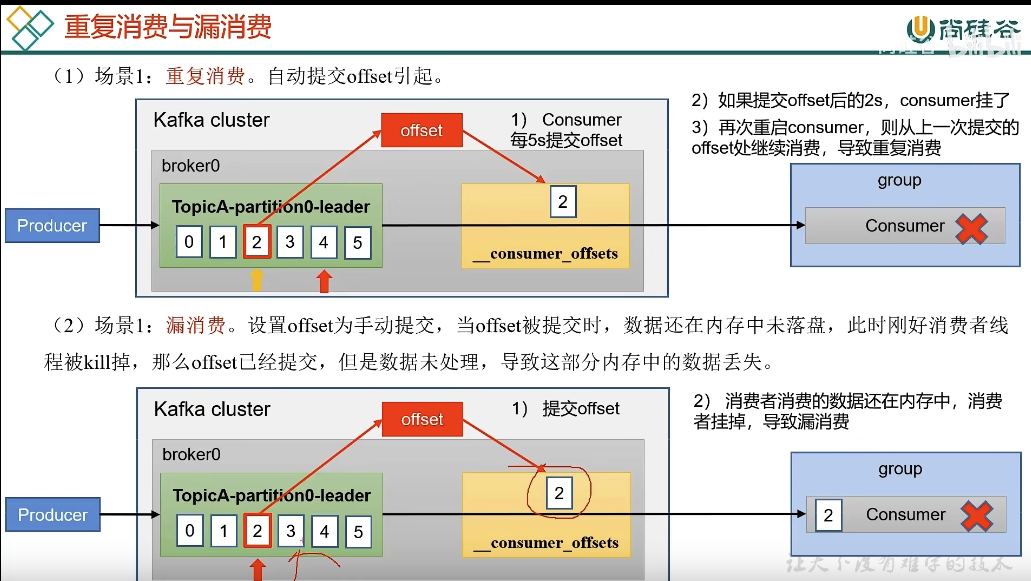 重复消费与漏消费
尚硅谷
(1)场景1：重复消费。自动提交offset引起。
Kafka cluster
offset
1） Consumer
每5s提交offset
2）如果提交offset后的2s，consumer挂了
3）再次重启consumer，则从上一次提交的
offset处继续消费，导致重复消费
broker0
TopicA-partition0-leader
0 1 2 3 4 5
2
__consumer_offsets
Producer
group
Consumer
(2)场景1：漏消费。设置offset为手动提交，当offset被提交时，数据还在内存中未落盘，此时刚好消费者线
程被kill掉，那么offset已经提交，但是数据未处理，导致这部分内存中的数据丢失。
Kafka cluster
offset
1） 提交offset
2） 消费者消费的数据还在内存中，消费
者挂掉，导致漏消费
broker0
TopicA-partition0-leader
0 1 2 3 4 5
2
__consumer_offsets
Producer
group
2
Consumer
让天下没有难学的技术